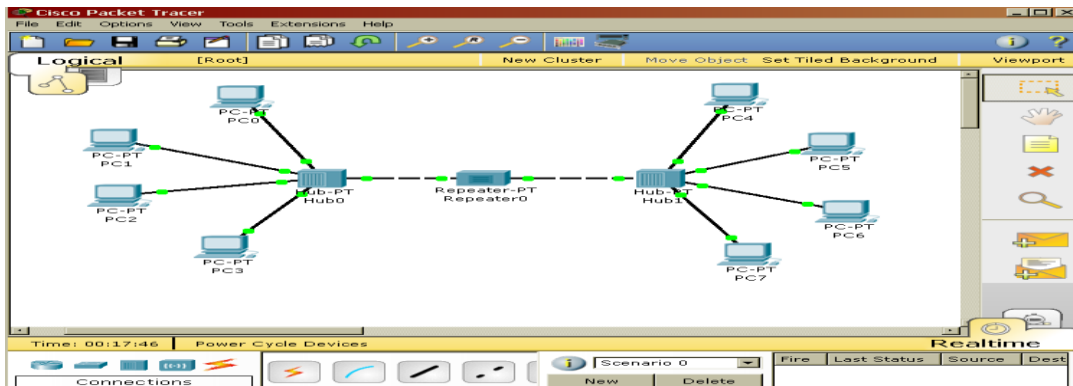 Cisco Packet Tracer
File Edit Options View Tools Extensions Help
Logical [Root] New Cluster Move Object Set Tiled Background Viewport
PC-PT
PC0
PC-PT
PC1
PC-PT
PC2
PC-PT
PC3
Hub-PT
Hub0
Repeater-PT
Repeater0
Hub-PT
Hub1
PC-PT
PC4
PC-PT
PC5
PC-PT
PC6
PC-PT
PC7
Time: 00:17:46 Power Cycle Devices Realtime
Connections
Scenario 0
New Delete
Fire Last Status Source Dest